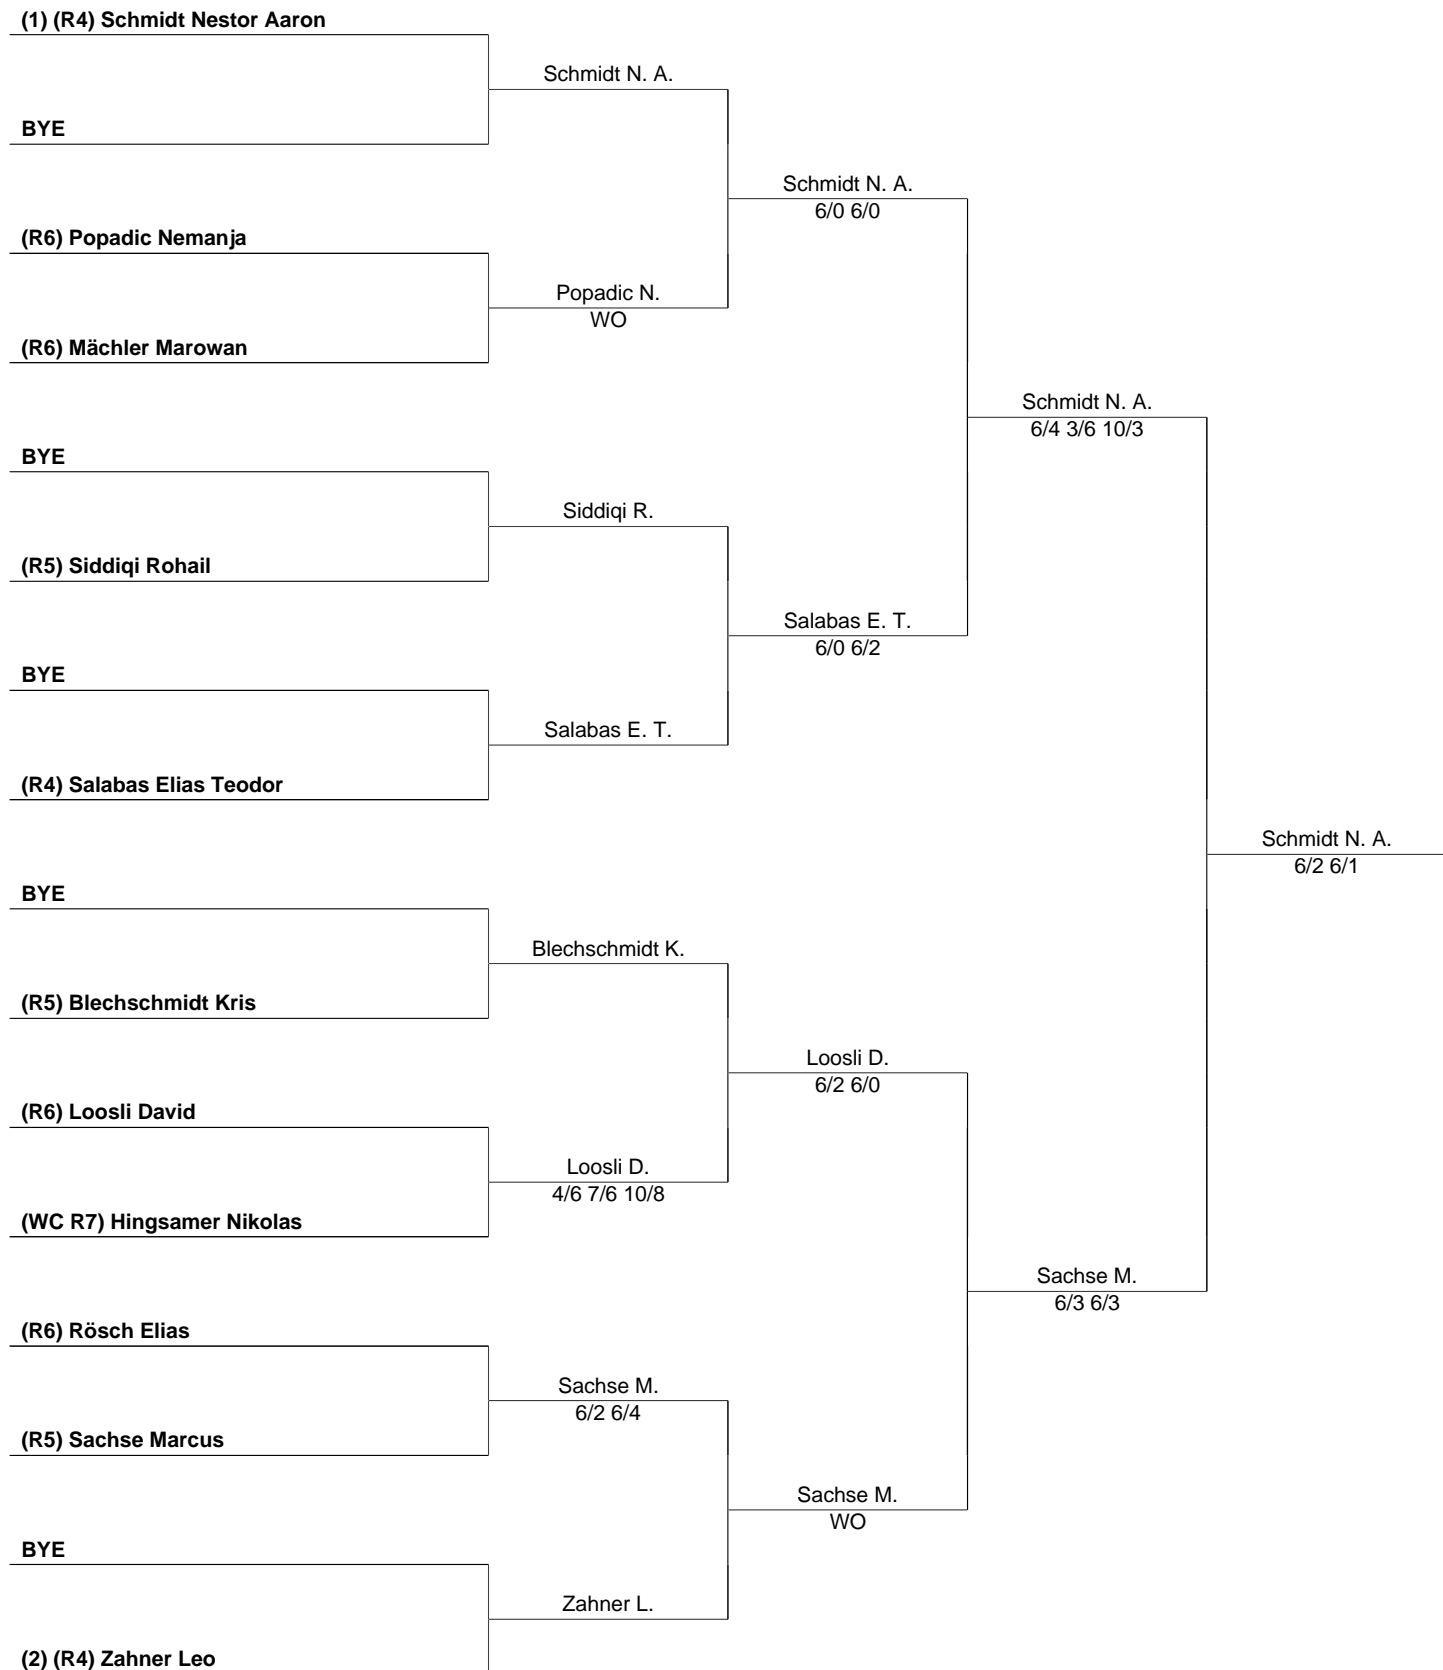 (1) (R4) Schmidt Nestor Aaron
Schmidt N. A.
BYE
Schmidt N. A.
6/0 6/0
(R6) Popadic Nemanja
Popadic N.
WO
(R6) Mächler Marowan
Schmidt N. A.
6/4 3/6 10/3
BYE
Siddiqi R.
(R5) Siddiqi Rohail
Salabas E. T.
6/0 6/2
BYE
Salabas E. T.
(R4) Salabas Elias Teodor
Schmidt N. A.
6/2 6/1
BYE
Blechschmidt K.
(R5) Blechschmidt Kris
Loosli D.
6/2 6/0
(R6) Loosli David
Loosli D.
4/6 7/6 10/8
(WC R7) Hingsamer Nikolas
Sachse M.
6/3 6/3
(R6) Rösch Elias
Sachse M.
6/2 6/4
(R5) Sachse Marcus
Sachse M.
WO
BYE
Zahner L.
(2) (R4) Zahner Leo